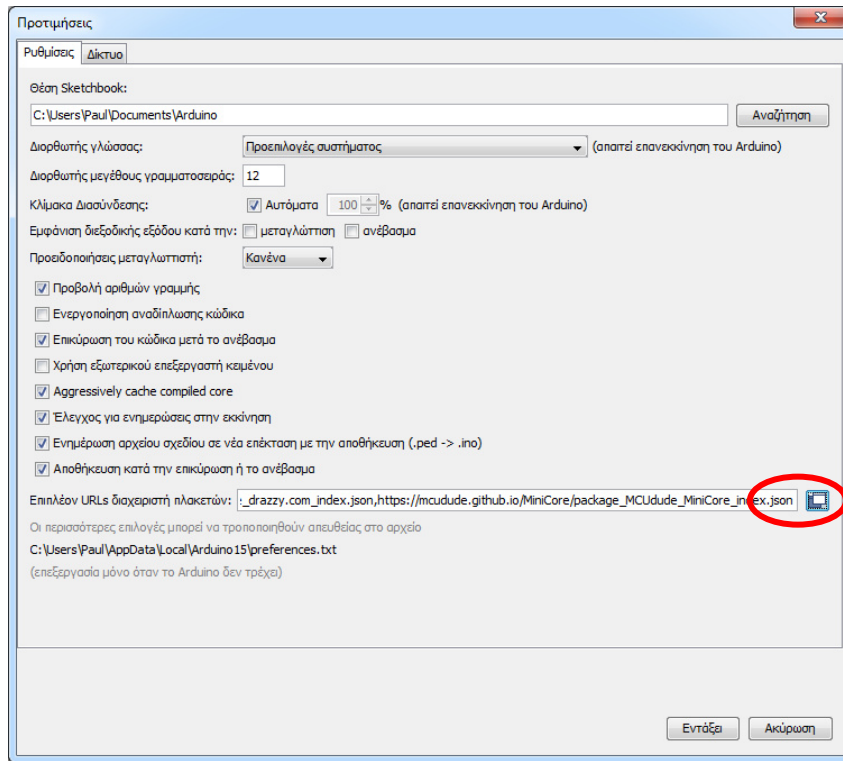 Προτιμήσεις
Ρυθμίσεις Δίκτυο
Θέση Sketchbook:
C:\Users\Paul\Documents\Arduino Αναζήτηση
Διορθωτής γλώσσας: Προεπιλογές συστήματος (απαιτεί επανεκκίνηση του Arduino)
Διορθωτής μεγέθους γραμματοσειράς: 12
Κλίμακα Διασύνδεσης: Αυτόματα 100 % (απαιτεί επανεκκίνηση του Arduino)
Εμφάνιση διεξοδικής εξόδου κατά την: μεταγλώττιση ανέβασμα
Προειδοποιήσεις μεταγλωττιστή: Κανένα
Προβολή αριθμών γραμμής
Ενεργοποίηση αναδίπλωσης κώδικα
Επικύρωση του κώδικα μετά το ανέβασμα
Χρήση εξωτερικού επεξεργαστή κειμένου
Aggressively cache compiled core
Έλεγχος για ενημερώσεις στην εκκίνηση
Ενημέρωση αρχείου σχεδίου σε νέα επέκταση με την αποθήκευση (.ped -> .ino)
Αποθήκευση κατά την επικύρωση ή το ανέβασμα
Επιπλέον URLs διαχειριστή πλακετών: _drazzy.com_index.json,https://mcudude.github.io/MiniCore/package_MCUdude_MiniCore_index.json
Οι περισσότερες επιλογές μπορεί να τροποποιηθούν απευθείας στο αρχείο
C:\Users\Paul\AppData\Local\Arduino15\preferences.txt
(επεξεργασία μόνο όταν το Arduino δεν τρέχει)
Εντάξει Ακύρωση